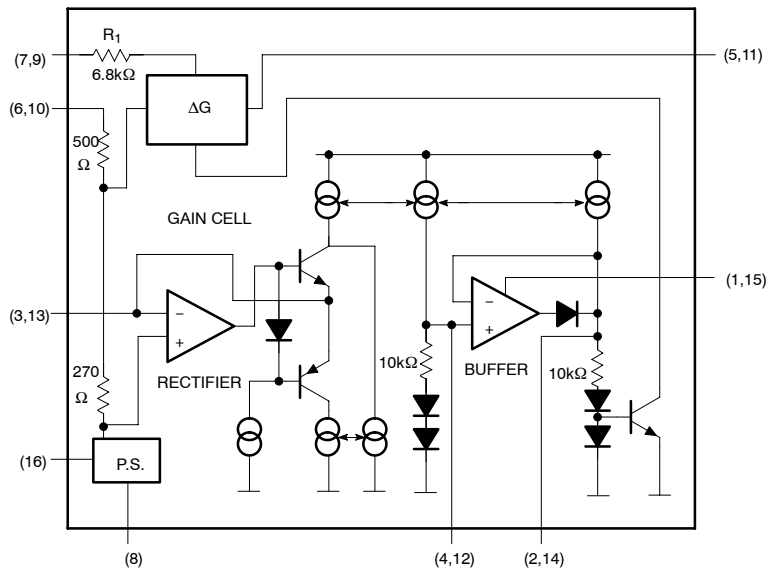 R1
(7,9)
6.8kΩ
(5,11)
(6,10)
ΔG
500
Ω
GAIN CELL
(1,15)
(3,13)
−
+
−
+
270
Ω
RECTIFIER
10kΩ
BUFFER
10kΩ
(16)
P.S.
(8)
(4,12)
(2,14)